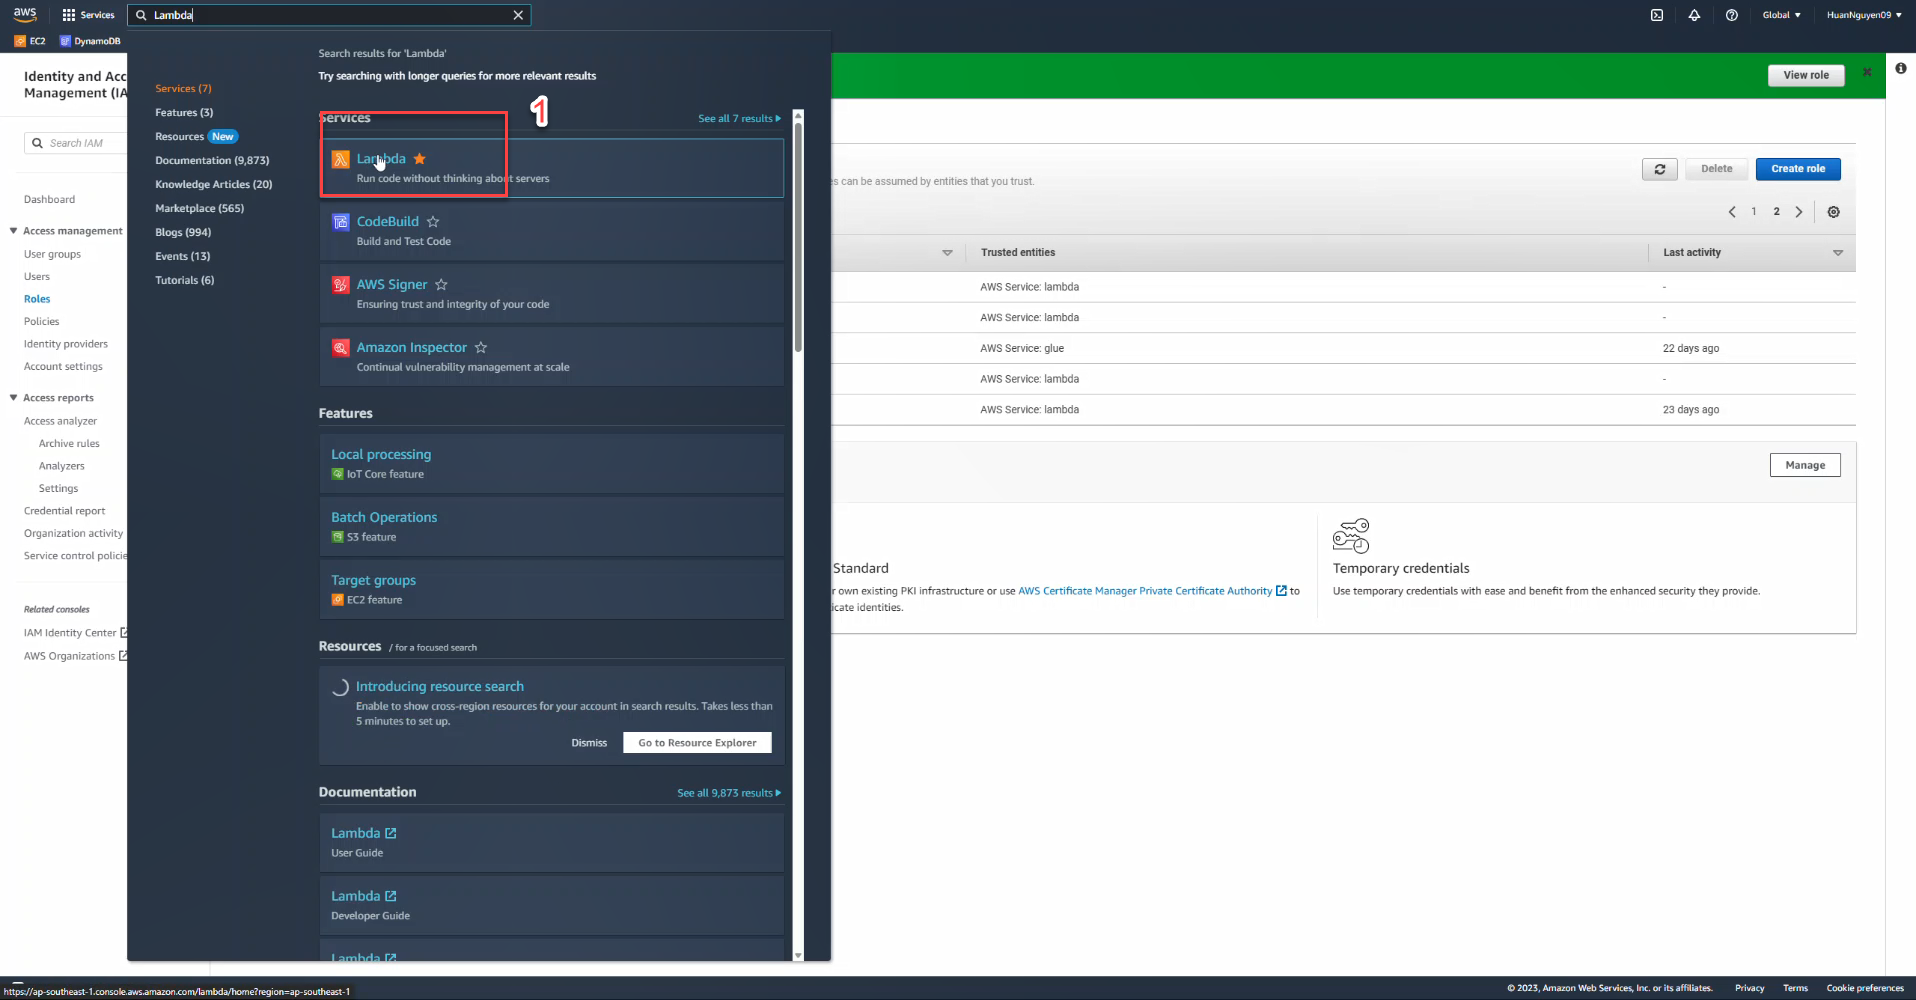 aws
Services
Lambda
Global
HuanNguyen09
EC2
DynamoDB
Identity and Acc
Management (IA
Search IAM
Dashboard
Access management
User groups
Users
Roles
Policies
Identity providers
Account settings
Access reports
Access analyzer
Archive rules
Analyzers
Settings
Credential report
Organization activity
Service control policie
Related consoles
IAM Identity Center
AWS Organizations
Services (7)
Features (3)
Resources New
Documentation (9,873)
Knowledge Articles (20)
Marketplace (565)
Blogs (994)
Events (13)
Tutorials (6)
Search results for 'Lambda'
Try searching with longer queries for more relevant results
1
Services
See all 7 results
Lambda
Run code without thinking about servers
CodeBuild
Build and Test Code
AWS Signer
Ensuring trust and integrity of your code
Amazon Inspector
Continual vulnerability management at scale
Features
Local processing
IoT Core feature
Batch Operations
S3 feature
Target groups
EC2 feature
Resources / for a focused search
Introducing resource search
Enable to show cross-region resources for your account in search results. Takes less than
5 minutes to set up.
Dismiss
Go to Resource Explorer
Documentation
See all 9,873 results
Lambda
User Guide
Lambda
Developer Guide
Lambda
View role
s can be assumed by entities that you trust.
Delete
Create role
1
2
Trusted entities
Last activity
AWS Service: lambda
-
AWS Service: lambda
-
AWS Service: glue
22 days ago
AWS Service: lambda
-
AWS Service: lambda
23 days ago
Manage
Standard
r own existing PKI infrastructure or use AWS Certificate Manager Private Certificate Authority to
icate identities.
Temporary credentials
Use temporary credentials with ease and benefit from the enhanced security they provide.
https://ap-southeast-1.console.aws.amazon.com/lambda/home?region=ap-southeast-1
© 2023, Amazon Web Services, Inc. or its affiliates.
Privacy
Terms
Cookie preferences